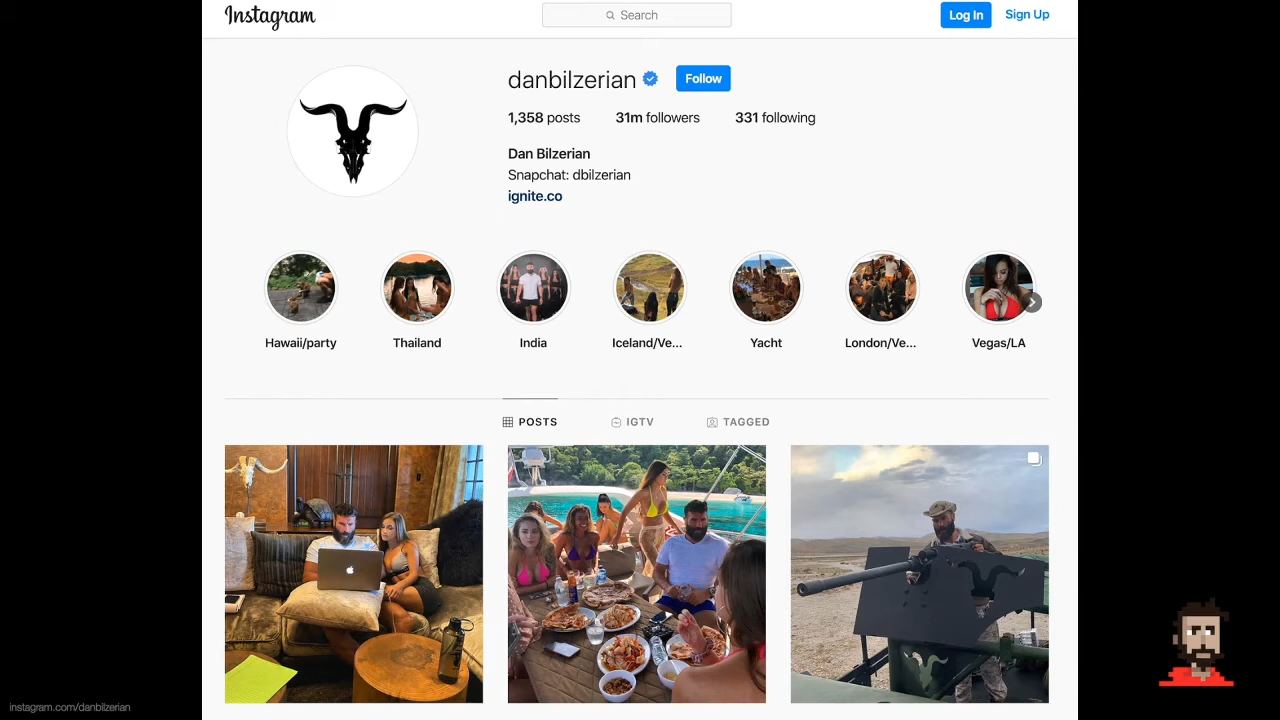 Instagram
Search
Log In
Sign Up
danbilzerian
Follow
1,358 posts
31m followers
331 following
Dan Bilzerian
Snapchat: dbilzerian
ignite.co
Hawaii/party
Thailand
India
Iceland/Ve...
Yacht
London/Ve...
Vegas/LA
POSTS
IGTV
TAGGED
instagram.com/danbilzerian